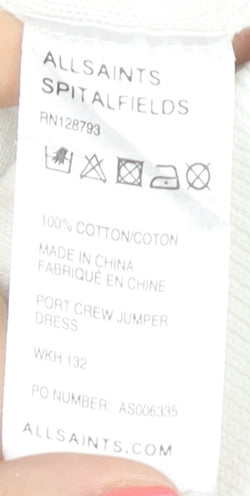 ALLSAINTS
SPITALFIELDS
RN128793
100% COTTON/COTON
MADE IN CHINA
FABRIQUÉ EN CHINE
PORT CREW JUMPER
DRESS
WKH 132
PO NUMBER: AS006335
ALLSAINTS.COM